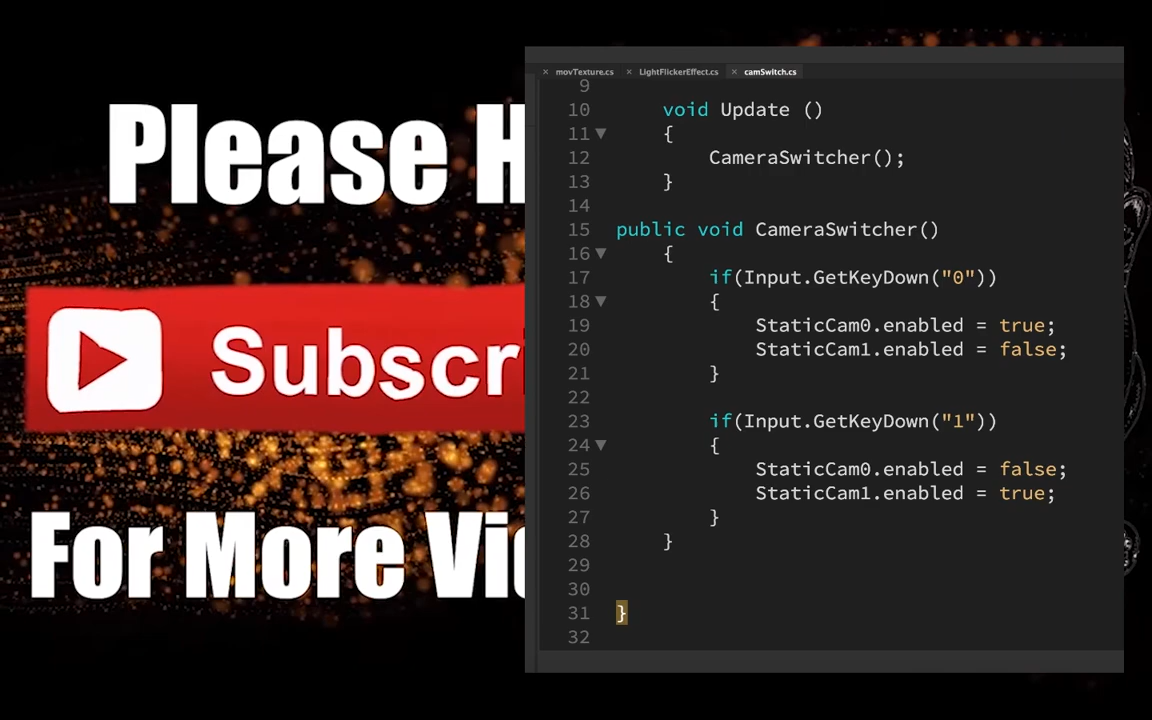 Please H
Subscr
For More Vi
movTexture.cs LightFlickerEffect.cs camSwitch.cs
9
10 void Update ()
11 {
12 CameraSwitcher();
13 }
14
15 public void CameraSwitcher()
16 {
17 if(Input.GetKeyDown("0"))
18 {
19 StaticCam0.enabled = true;
20 StaticCam1.enabled = false;
21 }
22
23 if(Input.GetKeyDown("1"))
24 {
25 StaticCam0.enabled = false;
26 StaticCam1.enabled = true;
27 }
28 }
29
30
31 }
32